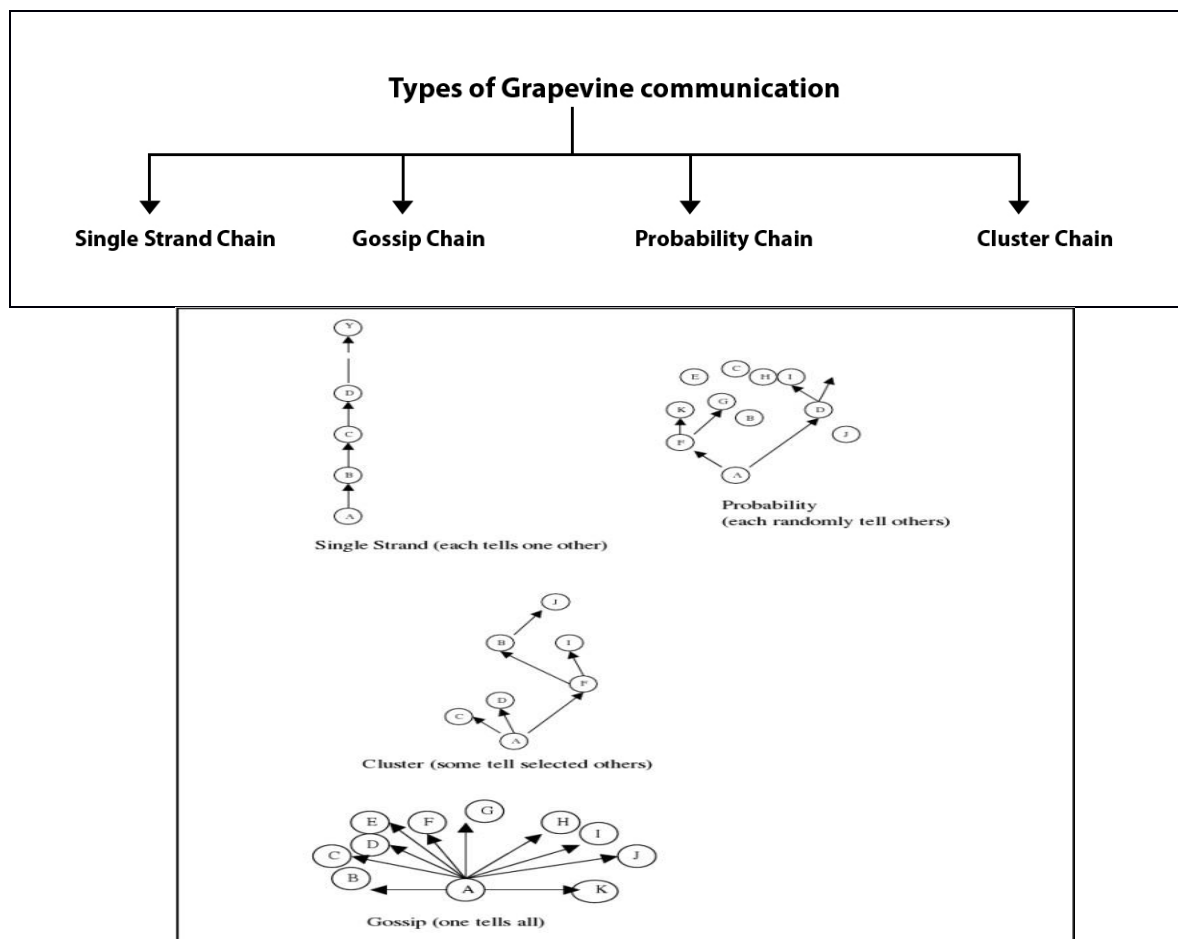 Types of Grapevine communication
Single Strand Chain Gossip Chain Probability Chain Cluster Chain
Y
D
C
B
A
Single Strand (each tells one other)
E C H I
K G B D
F J
A
Probability
(each randomly tell others)
J
B I
F
D
C
A
Cluster (some tell selected others)
G
E F H I
D
C J
B A K
Gossip (one tells all)